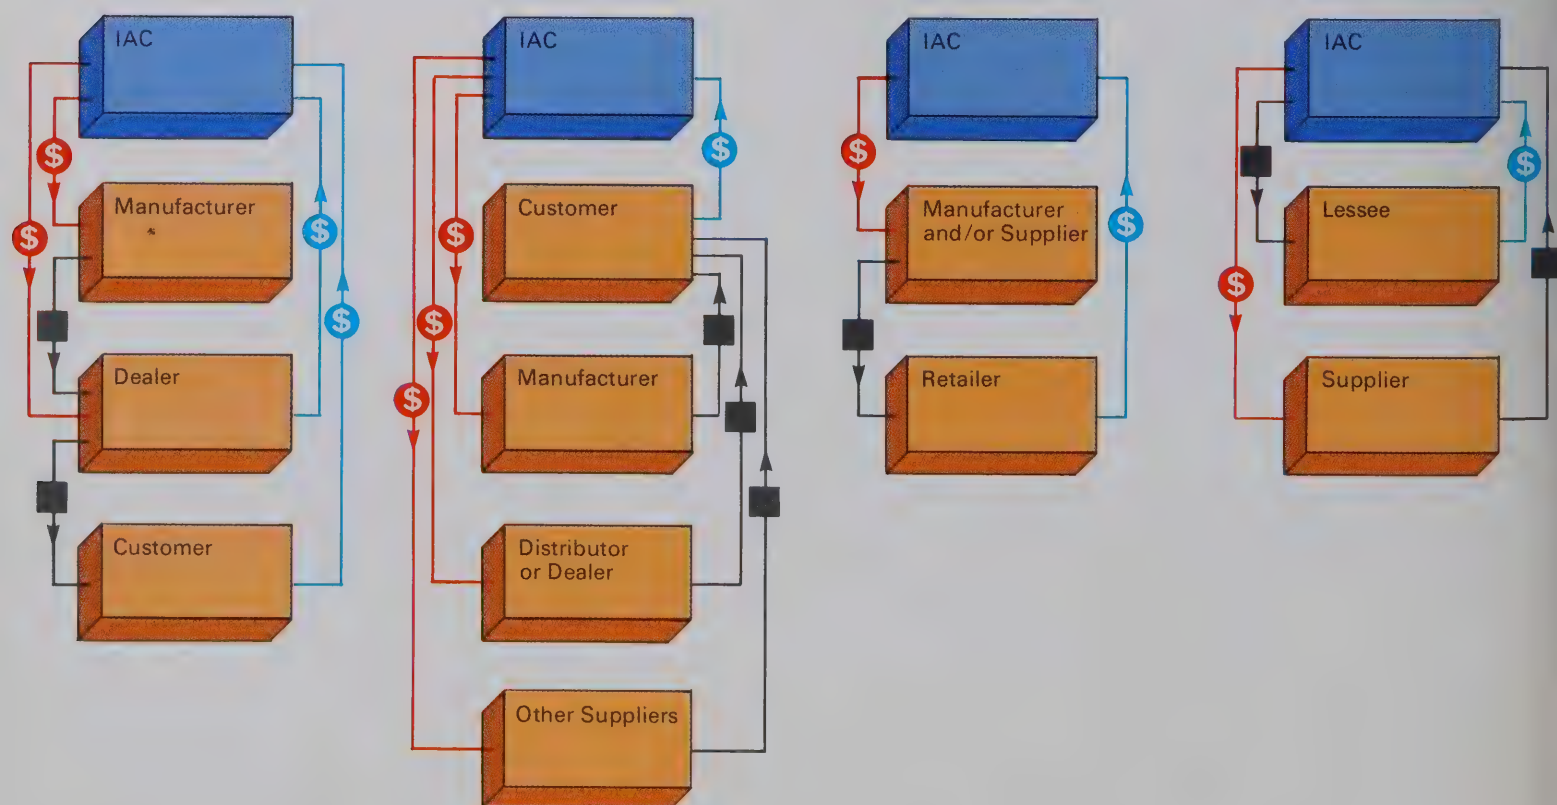 IAC
$
Manufacturer
$
$
Dealer
$
Customer
IAC
$
Customer
$
$
Manufacturer
$
Distributor
or Dealer
Other Suppliers
IAC
$
Manufacturer
and/or Supplier
$
Retailer
IAC
$
Lessee
$
Supplier